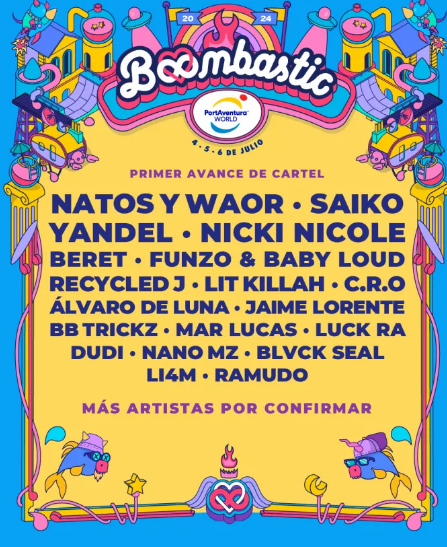 20 24
Boombastic
PortAventura
WORLD
4 - 5 - 6 DE JULIO
PRIMER AVANCE DE CARTEL
NATOS Y WAOR • SAIKO
YANDEL • NICKI NICOLE
BERET • FUNZO & BABY LOUD
RECYCLED J • LIT KILLAH • C.R.O
ÁLVARO DE LUNA • JAIME LORENTE
BB TRICKZ • MAR LUCAS • LUCK RA
DUDI • NANO MZ • BLVCK SEAL
LI4M • RAMUDO
MÁS ARTISTAS POR CONFIRMAR